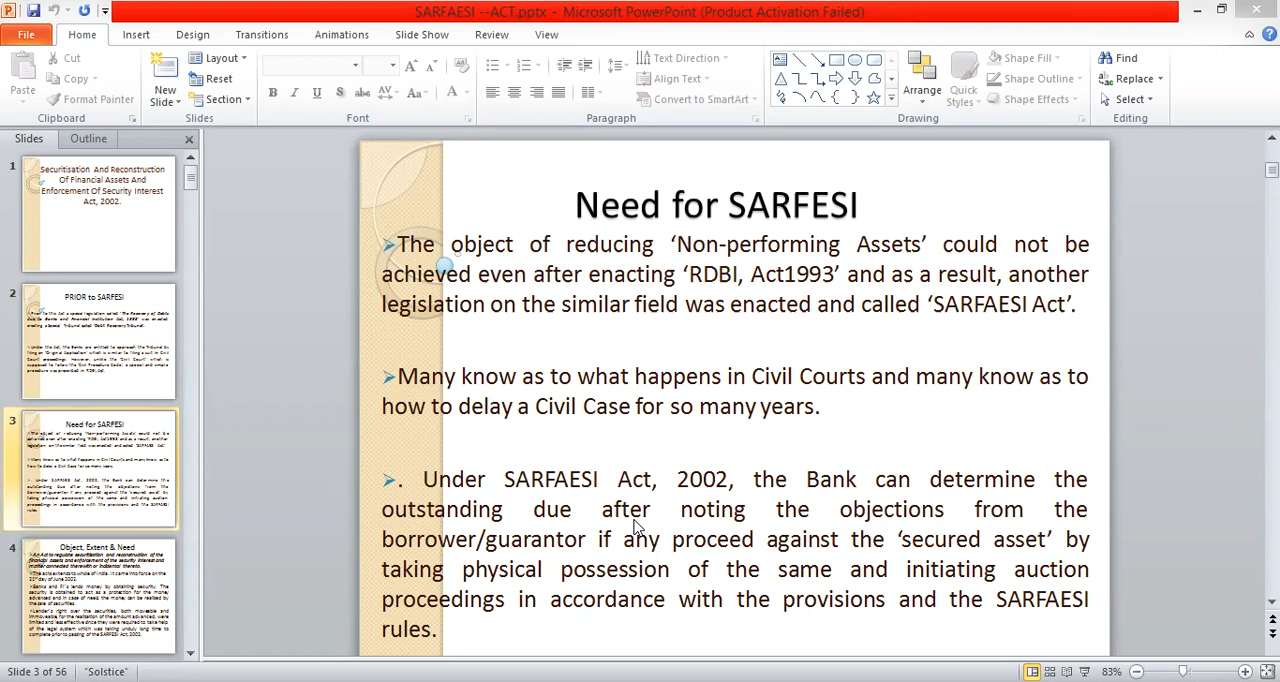 SARFAESI --ACT.pptx - Microsoft PowerPoint (Product Activation Failed)
File Home Insert Design Transitions Animations Slide Show Review View
Cut Layout Text Direction Shape Fill Find
Copy Reset Align Text Shape Outline Replace
Paste Format Painter New Slide Section Convert to SmartArt Arrange Quick Styles Shape Effects Select
Clipboard Slides Font Paragraph Drawing Editing
Slides Outline
1
Securitisation And Reconstruction
Of Financial Assets And
Enforcement Of Security Interest
Act, 2002.
2
PRIOR to SARFESI
3
Need for SARFESI
4
Object, Extent & Need
Need for SARFESI
The object of reducing ‘Non-performing Assets’ could not be
achieved even after enacting ‘RDBI, Act1993’ and as a result, another
legislation on the similar field was enacted and called ‘SARFAESI Act’.
Many know as to what happens in Civil Courts and many know as to
how to delay a Civil Case for so many years.
. Under SARFAESI Act, 2002, the Bank can determine the
outstanding due after noting the objections from the
borrower/guarantor if any proceed against the ‘secured asset’ by
taking physical possession of the same and initiating auction
proceedings in accordance with the provisions and the SARFAESI
rules.
Slide 3 of 56 "Solstice" 83%